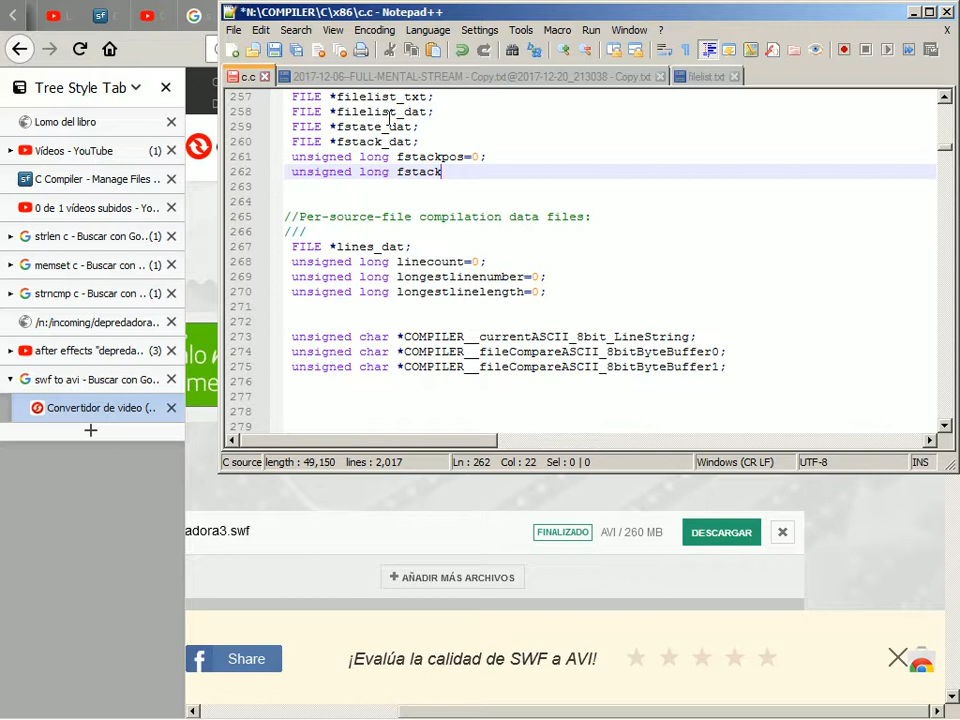 *N:\COMPILER\C\x86\c.c - Notepad++
File Edit Search View Encoding Language Settings Tools Macro Run Window ? X
c.c
2017-12-06--FULL-MENTAL-STREAM - Copy.txt@2017-12-20_213038 - Copy.txt
filelist.txt
Tree Style Tab
Lomo del libro
Vídeos - YouTube (1)
C Compiler - Manage Files ...
0 de 1 vídeos subidos - Yo...
strlen c - Buscar con Go... (1)
memset c - Buscar con ... (1)
strncmp c - Buscar con ... (1)
/n:/incoming/depredadora...
after effects "depreda... (3)
swf to avi - Buscar con Go...
Convertidor de video (...
257 FILE *filelist_txt;
258 FILE *filelist_dat;
259 FILE *fstate_dat;
260 FILE *fstack_dat;
261 unsigned long fstackpos=0;
262 unsigned long fstack
263
264
265 //Per-source-file compilation data files:
266 ///
267 FILE *lines_dat;
268 unsigned long linecount=0;
269 unsigned long longestlinenumber=0;
270 unsigned long longestlinelength=0;
271
272
273 unsigned char *COMPILER__currentASCII_8bit_LineString;
274 unsigned char *COMPILER__fileCompareASCII_8bitByteBuffer0;
275 unsigned char *COMPILER__fileCompareASCII_8bitByteBuffer1;
276
277
278
279
C source length : 49,150 lines : 2,017 Ln : 262 Col : 22 Sel : 0 | 0 Windows (CR LF) UTF-8 INS
adora3.swf FINALIZADO AVI / 260 MB DESCARGAR
+ AÑADIR MÁS ARCHIVOS
Share
¡Evalúa la calidad de SWF a AVI!